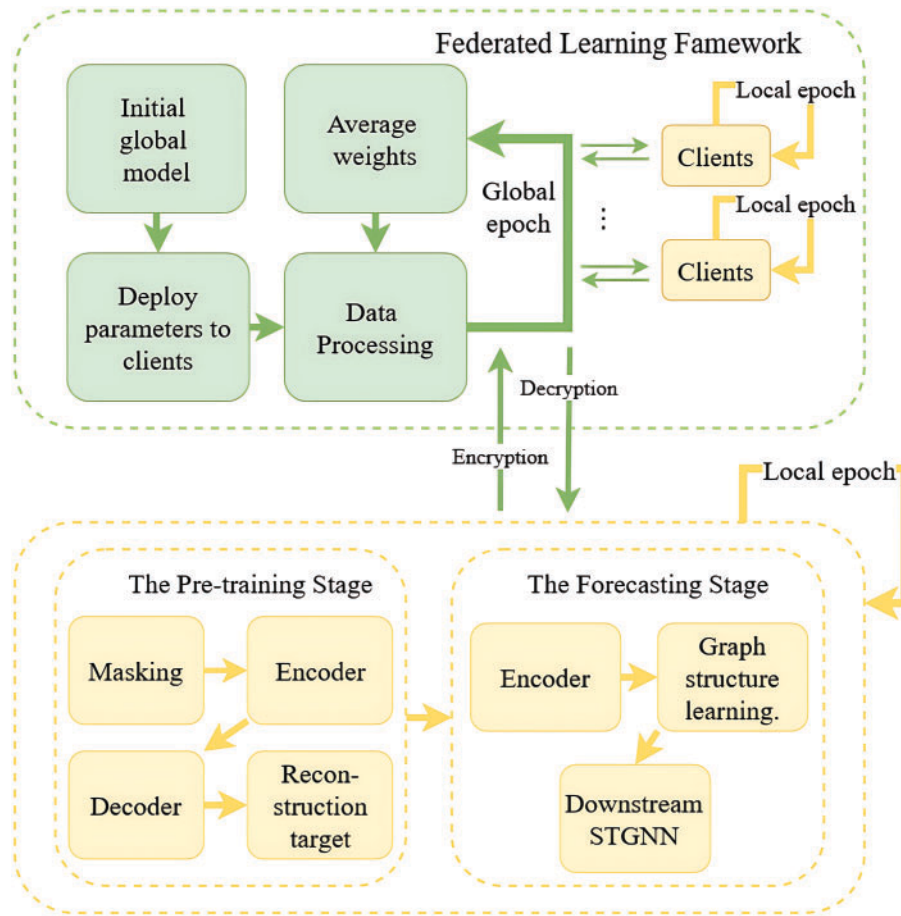 Federated Learning Famework
Initial
global
model
Average
weights
Global
epoch
Local epoch
Clients
Local epoch
Clients
⋮
Deploy
parameters to
clients
Data
Processing
Decryption
Encryption
Local epoch
The Pre-training Stage
Masking
Encoder
Decoder
Recon-
struction
target
The Forecasting Stage
Encoder
Graph
structure
learning.
Downstream
STGNN